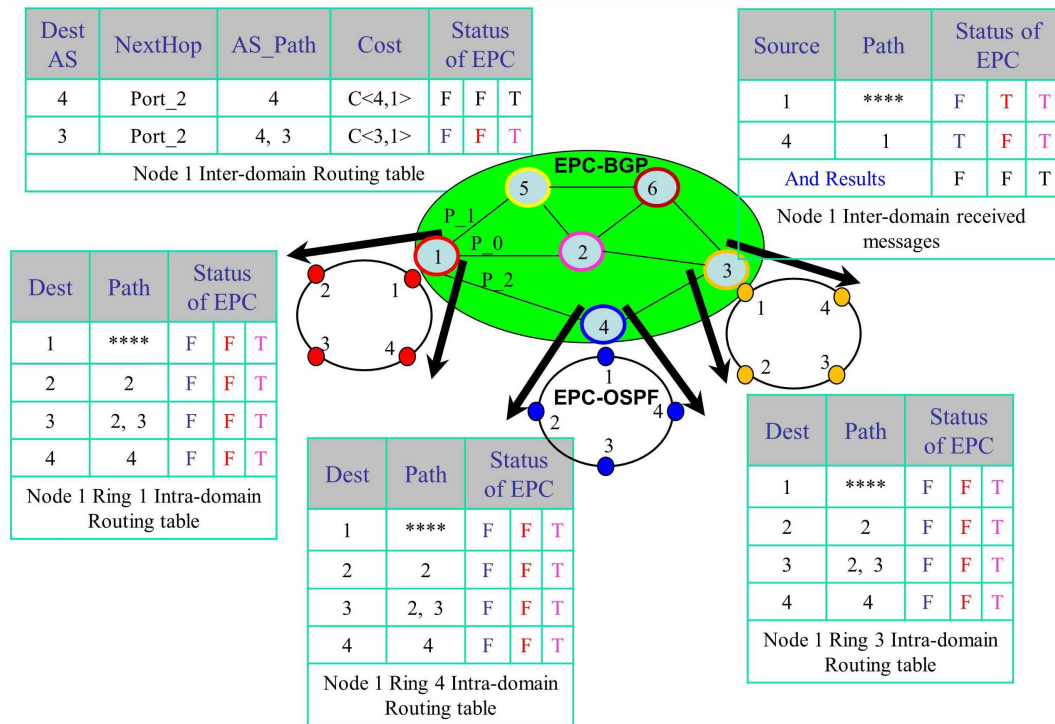 Dest AS NextHop AS_Path Cost Status of EPC
4 Port_2 4 C<4,1> F F T
3 Port_2 4, 3 C<3,1> F F T
Node 1 Inter-domain Routing table
Source Path Status of EPC
1 **** F T T
4 1 T F T
And Results F F T
Node 1 Inter-domain received
messages
EPC-BGP
5
6
P_1
1
P_0
2
3
P_2
4
2
1
3
4
1
4
2
3
1
EPC-OSPF
2
4
3
Dest Path Status of EPC
1 **** F F T
2 2 F F T
3 2, 3 F F T
4 4 F F T
Node 1 Ring 1 Intra-domain
Routing table
Dest Path Status of EPC
1 **** F F T
2 2 F F T
3 2, 3 F F T
4 4 F F T
Node 1 Ring 4 Intra-domain
Routing table
Dest Path Status of EPC
1 **** F F T
2 2 F F T
3 2, 3 F F T
4 4 F F T
Node 1 Ring 3 Intra-domain
Routing table